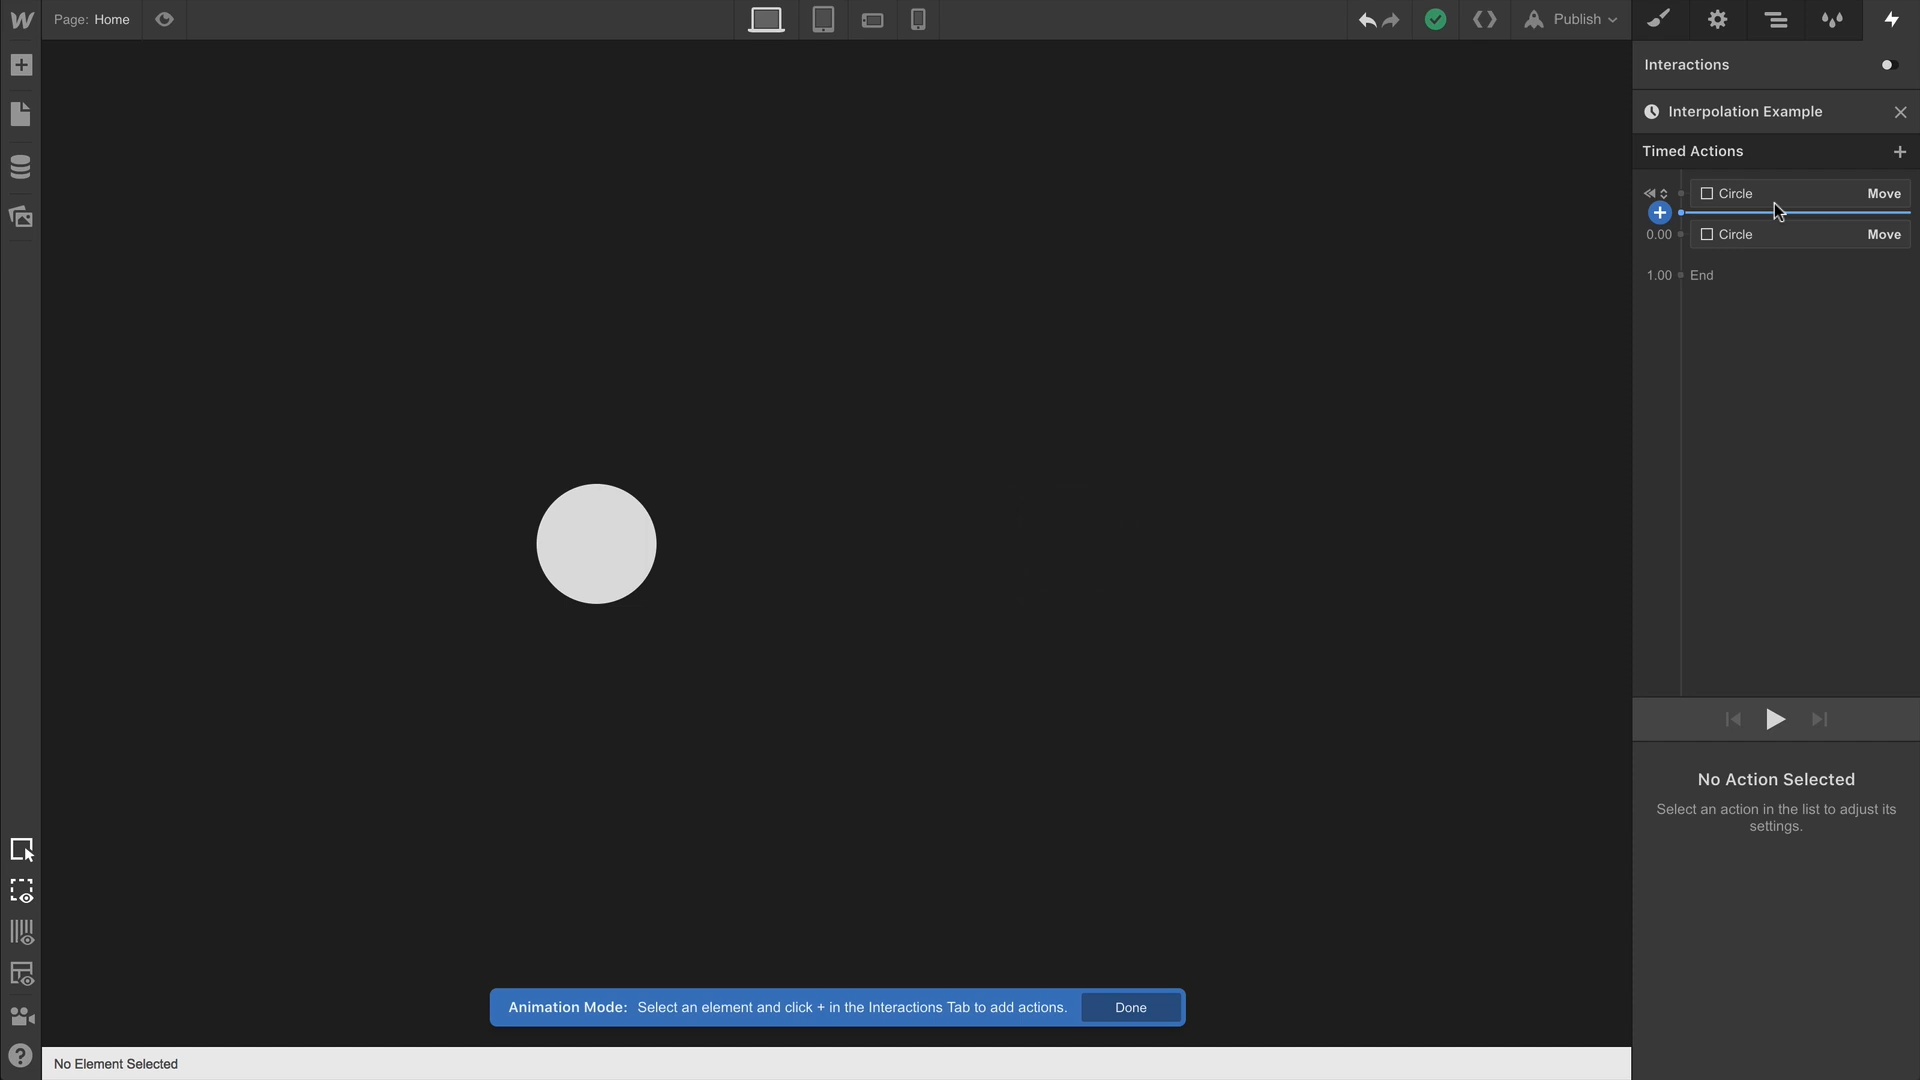 Page: Home
Publish
Interactions
Interpolation Example
Timed Actions
Circle Move
0.00 Circle Move
1.00 End
No Action Selected
Select an action in the list to adjust its
settings.
Animation Mode: Select an element and click + in the Interactions Tab to add actions. Done
No Element Selected